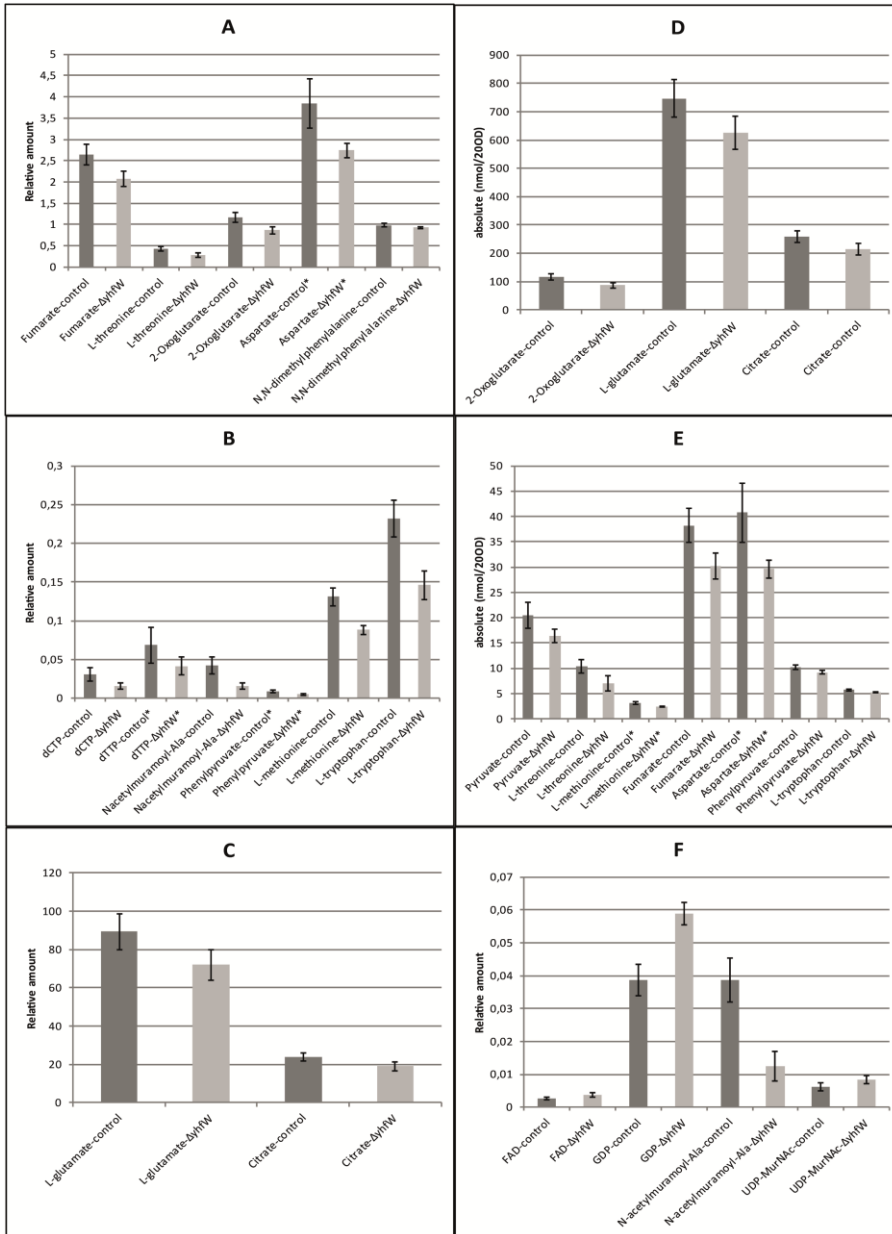 A
Relative amount
5
4,5
4
3,5
3
2,5
2
1,5
1
0,5
0
Fumarate-control
Fumarate-ΔyhfW
L-threonine-control
L-threonine-ΔyhfW
2-Oxoglutarate-control
2-Oxoglutarate-ΔyhfW
Aspartate-control*
Aspartate-ΔyhfW*
N,N-dimethylphenylalanine-control
N,N-dimethylphenylalanine-ΔyhfW
D
absolute (nmol/20OD)
900
800
700
600
500
400
300
200
100
0
2-Oxoglutarate-control
2-Oxoglutarate-ΔyhfW
L-glutamate-control
L-glutamate-ΔyhfW
Citrate-control
Citrate-control
B
Relative amount
0,3
0,25
0,2
0,15
0,1
0,05
0
dCTP-control
dCTP-ΔyhfW
dTTP-control*
dTTP-ΔyhfW*
Nacetylmuramoyl-Ala-control
Nacetylmuramoyl-Ala-ΔyhfW
Phenylpyruvate-control*
Phenylpyruvate-ΔyhfW*
L-methionine-control
L-methionine-ΔyhfW
L-tryptophan-control
L-tryptophan-ΔyhfW
E
absolute (nmol/20OD)
50
45
40
35
30
25
20
15
10
5
0
Pyruvate-control
Pyruvate-ΔyhfW
L-threonine-control
L-threonine-ΔyhfW
L-methionine-control*
L-methionine-ΔyhfW*
Fumarate-control
Fumarate-ΔyhfW
Aspartate-control*
Aspartate-ΔyhfW*
Phenylpyruvate-control
Phenylpyruvate-ΔyhfW
L-tryptophan-control
L-tryptophan-ΔyhfW
C
Relative amount
120
100
80
60
40
20
0
L-glutamate-control
L-glutamate-ΔyhfW
Citrate-control
Citrate-ΔyhfW
F
Relative amount
0,07
0,06
0,05
0,04
0,03
0,02
0,01
0
FAD-control
FAD-ΔyhfW
GDP-control
GDP-ΔyhfW
N-acetylmuramoyl-Ala-control
N-acetylmuramoyl-Ala-ΔyhfW
UDP-MurNAc-control
UDP-MurNAc-ΔyhfW